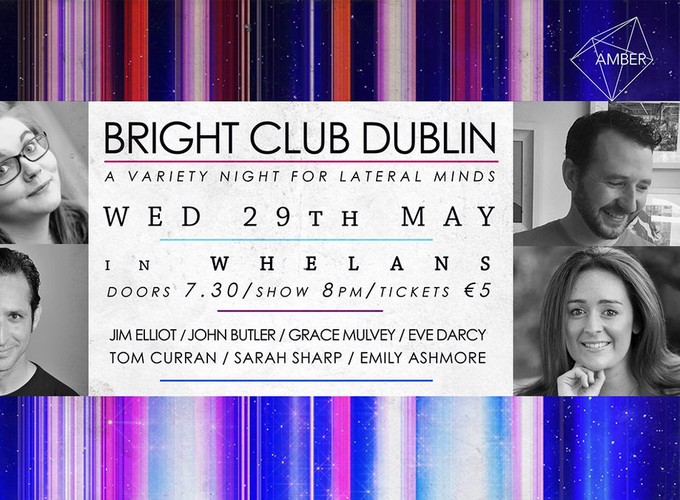 AMBER
BRIGHT CLUB DUBLIN
A VARIETY NIGHT FOR LATERAL MINDS
WED 29TH MAY
IN WHELANS
DOORS 7.30/SHOW 8PM/TICKETS €5
JIM ELLIOT / JOHN BUTLER / GRACE MULVEY / EVE DARCY
TOM CURRAN / SARAH SHARP / EMILY ASHMORE